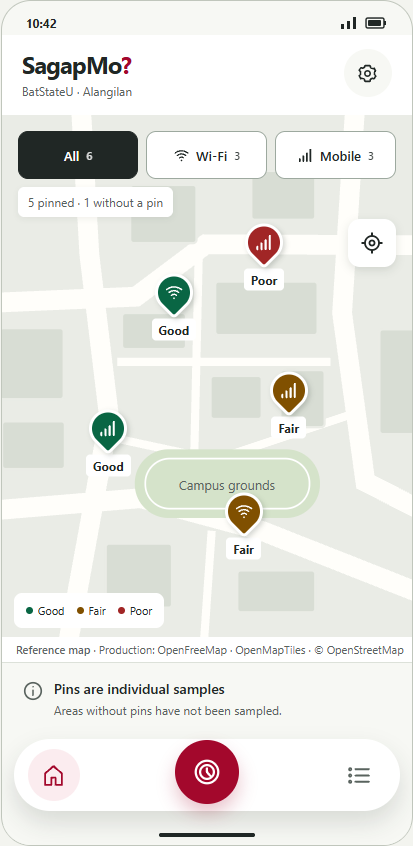 10:42
SagapMo?
BatStateU · Alangilan
All 6
Wi-Fi 3
Mobile 3
5 pinned · 1 without a pin
Poor
Good
Fair
Good
Campus grounds
Fair
Good Fair Poor
Reference map · Production: OpenFreeMap · OpenMapTiles · © OpenStreetMap
Pins are individual samples
Areas without pins have not been sampled.